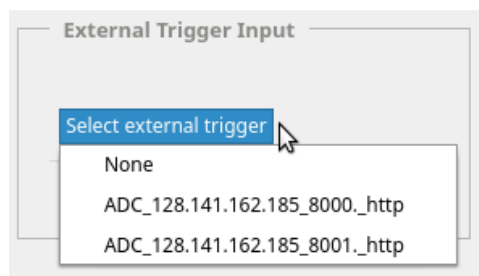 External Trigger Input
Select external trigger
None
ADC_128.141.162.185_8000._http
ADC_128.141.162.185_8001._http